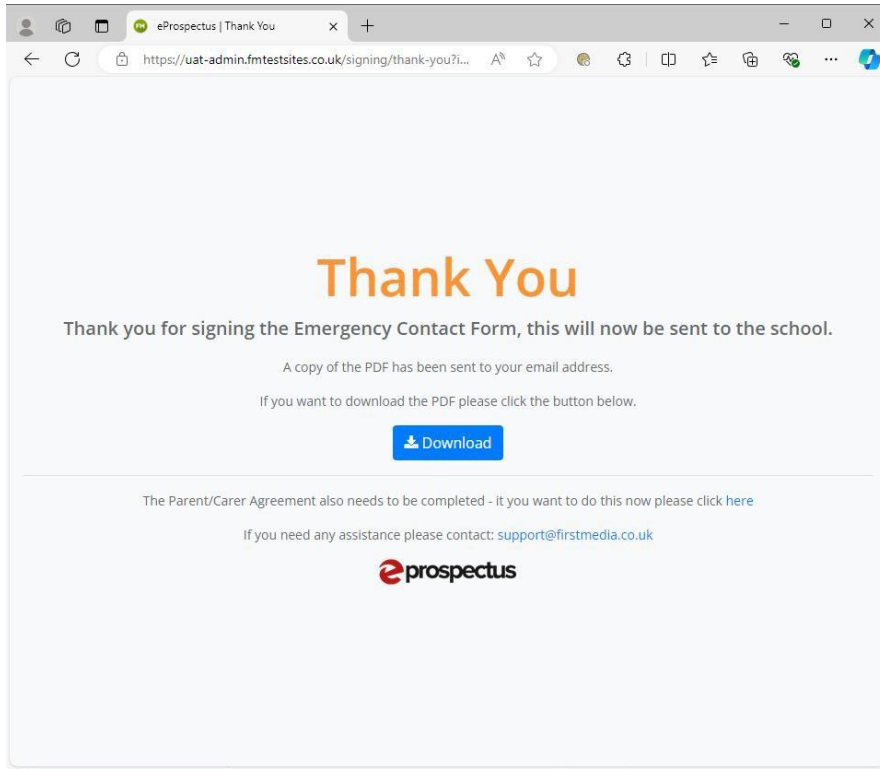 eProspectus | Thank You
https://uat-admin.fmtestsites.co.uk/signing/thank-you?i...
Thank You
Thank you for signing the Emergency Contact Form, this will now be sent to the school.
A copy of the PDF has been sent to your email address.
If you want to download the PDF please click the button below.
Download
The Parent/Carer Agreement also needs to be completed - it you want to do this now please click here
If you need any assistance please contact: support@firstmedia.co.uk
eprospectus